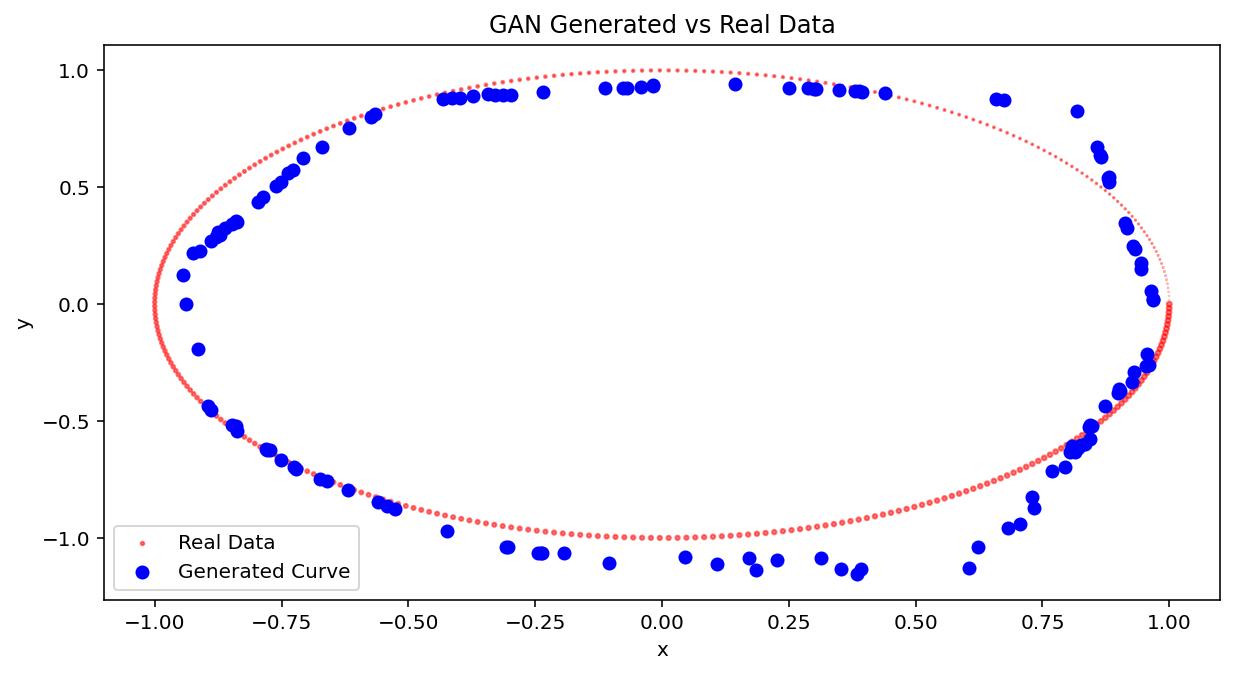 GAN Generated vs Real Data
1.0
0.5
0.0
−0.5
−1.0
y
Real Data
Generated Curve
−1.00 −0.75 −0.50 −0.25 0.00 0.25 0.50 0.75 1.00
x